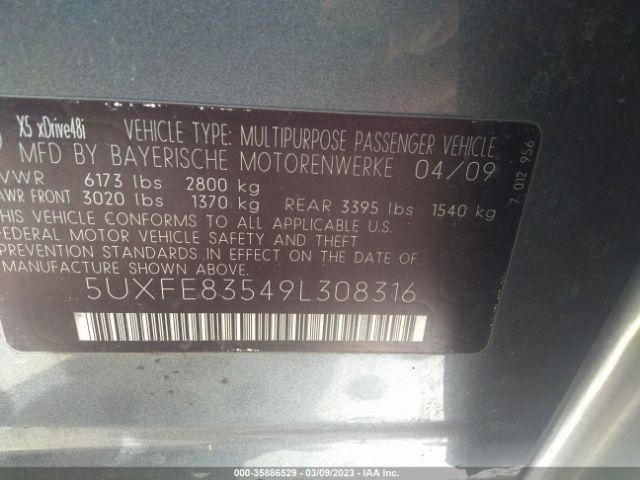 X5 xDrive48i
VEHICLE TYPE: MULTIPURPOSE PASSENGER VEHICLE
MFD BY BAYERISCHE MOTORENWERKE 04/09
VWR 6173 lbs 2800 kg
WR FRONT 3020 lbs 1370 kg REAR 3395 lbs 1540 kg
THIS VEHICLE CONFORMS TO ALL APPLICABLE U.S.
FEDERAL MOTOR VEHICLE SAFETY AND THEFT
PREVENTION STANDARDS IN EFFECT ON THE DATE OF
MANUFACTURE SHOWN ABOVE.
5UXFE83549L308316
7 012 956
000-35886529 | 03/09/2023 | IAA Inc.